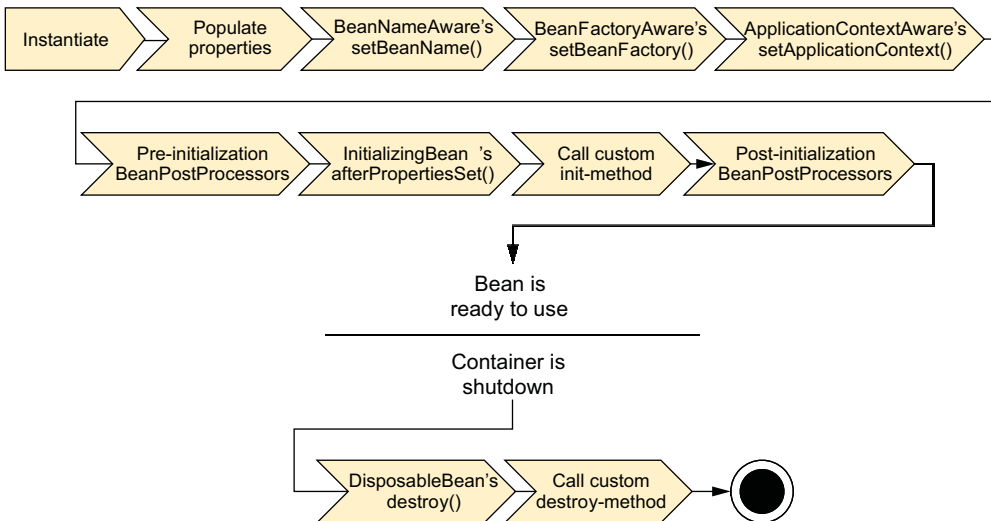 Instantiate
Populate
properties
BeanNameAware's
setBeanName()
BeanFactoryAware's
setBeanFactory()
ApplicationContextAware's
setApplicationContext()
Pre-initialization
BeanPostProcessors
InitializingBean 's
afterPropertiesSet()
Call custom
init-method
Post-initialization
BeanPostProcessors
Bean is
ready to use
Container is
shutdown
DisposableBean's
destroy()
Call custom
destroy-method